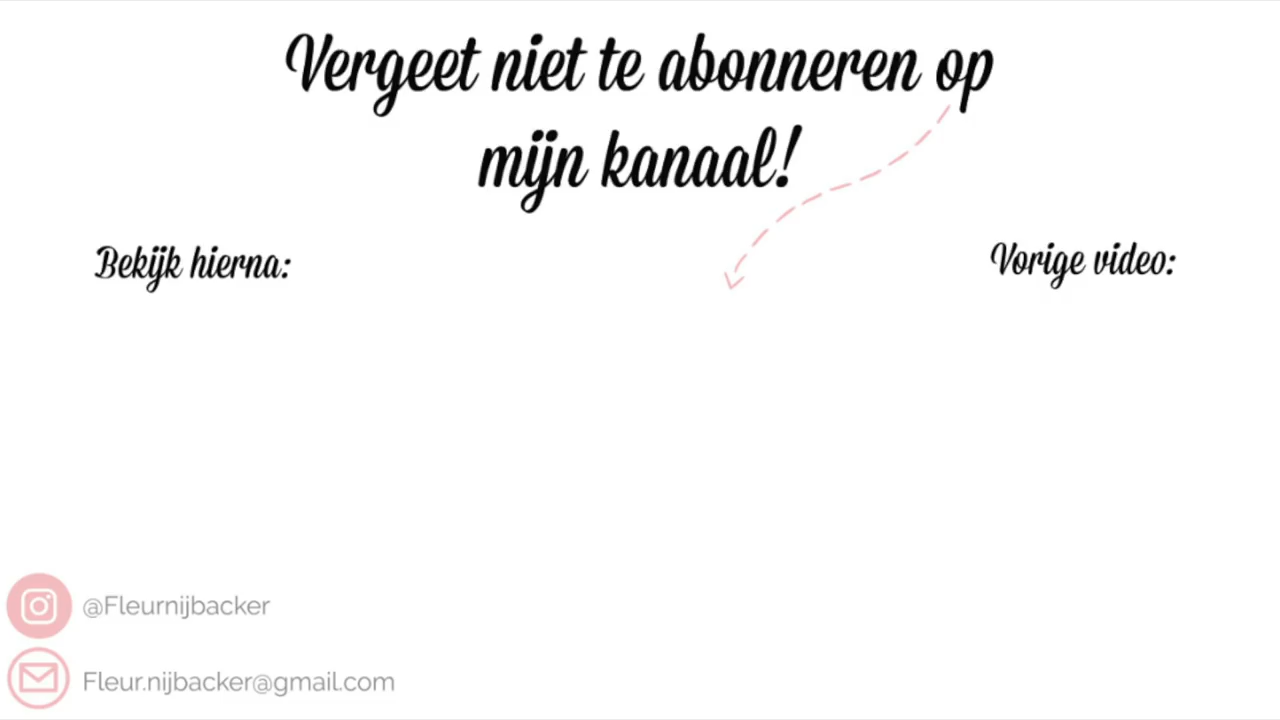 Vergeet niet te abonneren op
mijn kanaal!
Bekijk hierna:
Vorige video:
@Fleurnijbacker
Fleur.nijbacker@gmail.com